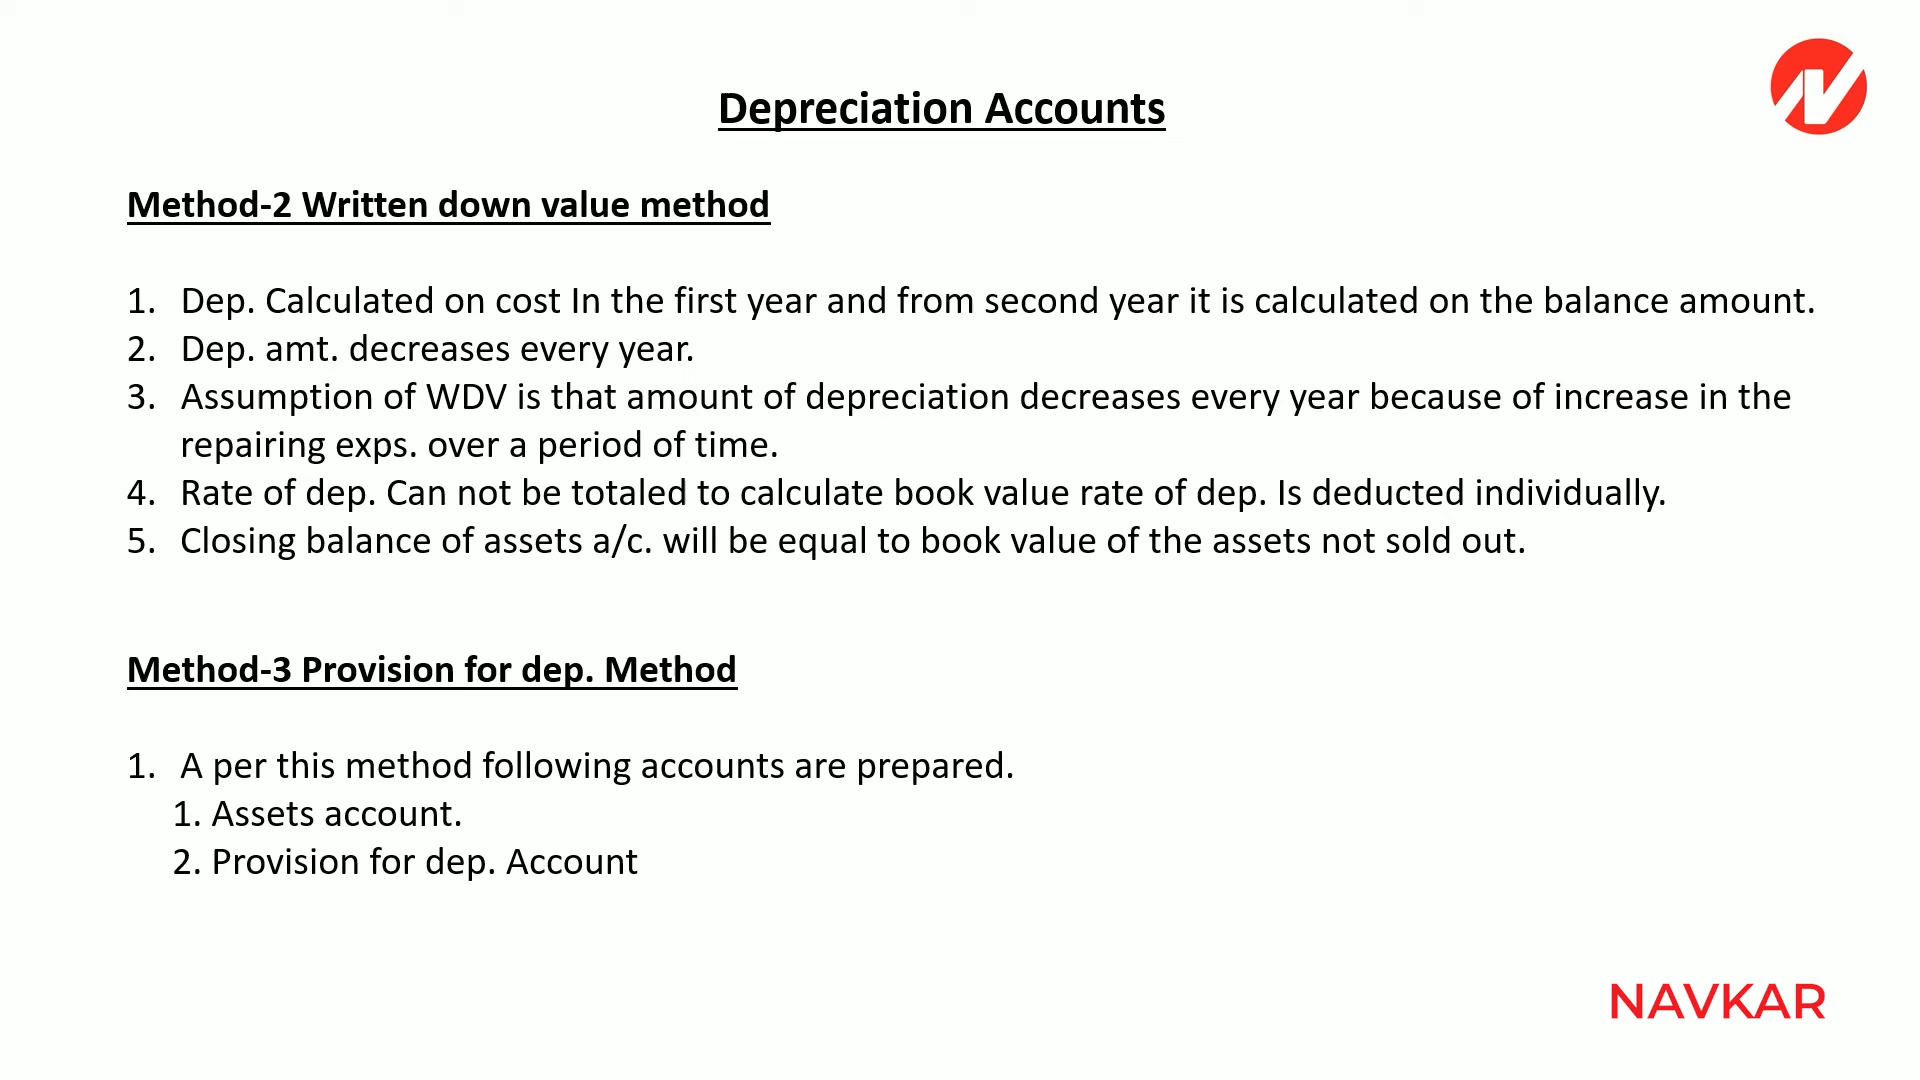 Depreciation Accounts
Method-2 Written down value method
1. Dep. Calculated on cost In the first year and from second year it is calculated on the balance amount.
2. Dep. amt. decreases every year.
3. Assumption of WDV is that amount of depreciation decreases every year because of increase in the
repairing exps. over a period of time.
4. Rate of dep. Can not be totaled to calculate book value rate of dep. Is deducted individually.
5. Closing balance of assets a/c. will be equal to book value of the assets not sold out.
Method-3 Provision for dep. Method
1. A per this method following accounts are prepared.
1. Assets account.
2. Provision for dep. Account
NAVKAR